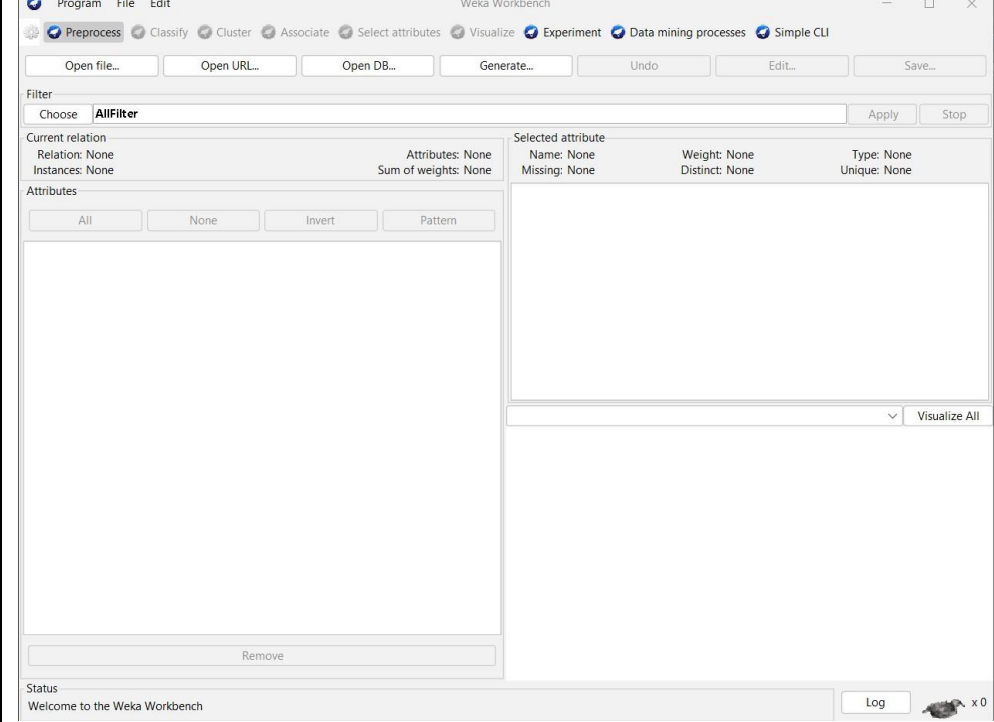 Program File Edit Weka Workbench
Preprocess Classify Cluster Associate Select attributes Visualize Experiment Data mining processes Simple CLI
Open file... Open URL... Open DB... Generate... Undo Edit... Save...
Filter
Choose AllFilter Apply Stop
Current relation
Relation: None Attributes: None
Instances: None Sum of weights: None
Selected attribute
Name: None Weight: None Type: None
Missing: None Distinct: None Unique: None
Attributes
All None Invert Pattern
Visualize All
Remove
Status
Welcome to the Weka Workbench
Log x 0